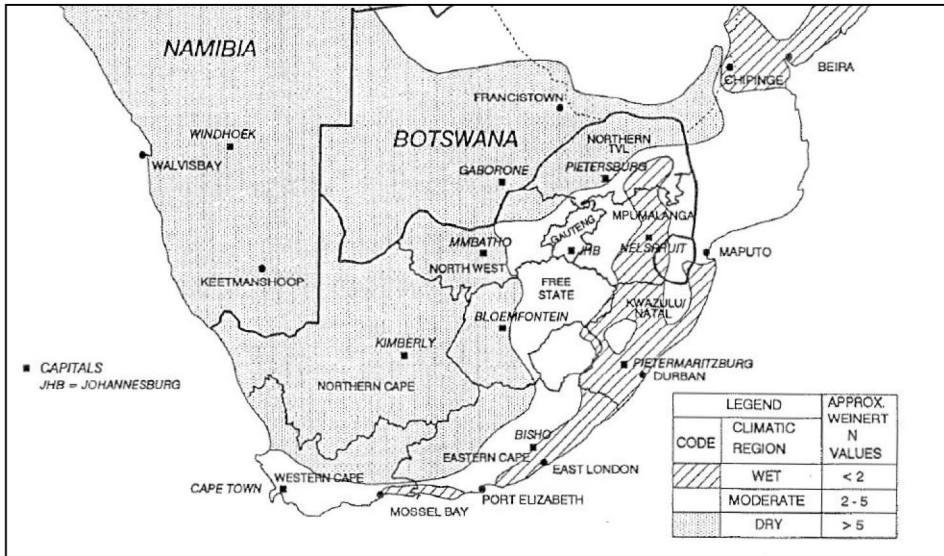 NAMIBIA
CHIPINGE
BEIRA
FRANCISTOWN
WINDHOEK
BOTSWANA
NORTHERN
TVL
WALVISBAY
GABORONE
PIETERSBURG
MPUMALANGA
GAUTENG
MMBATHO
JHB
NELSPRUIT
MAPUTO
NORTH WEST
KEETMANSHOOP
FREE
STATE
KWAZULU/
NATAL
BLOEMFONTEIN
KIMBERLY
CAPITALS
JHB = JOHANNESBURG
PIETERMARITZBURG
DURBAN
NORTHERN CAPE
BISHO
EASTERN CAPE
EAST LONDON
WESTERN CAPE
CAPE TOWN
PORT ELIZABETH
MOSSEL BAY
LEGEND
APPROX.
WEINERT
N
VALUES
CODE
CLIMATIC
REGION
WET
< 2
MODERATE
2 - 5
DRY
> 5